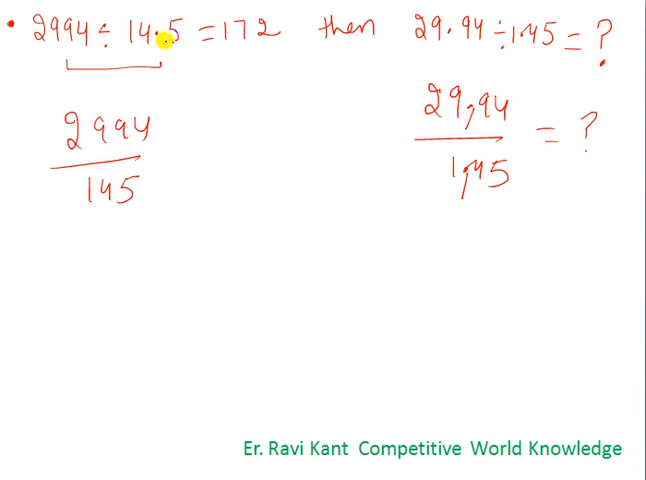 • 2994 ÷ 14.5 = 172 then 29.94 ÷ 1.45 = ?
2994 / 145
29.94 / 1.45 = ?
Er. Ravi Kant Competitive World Knowledge